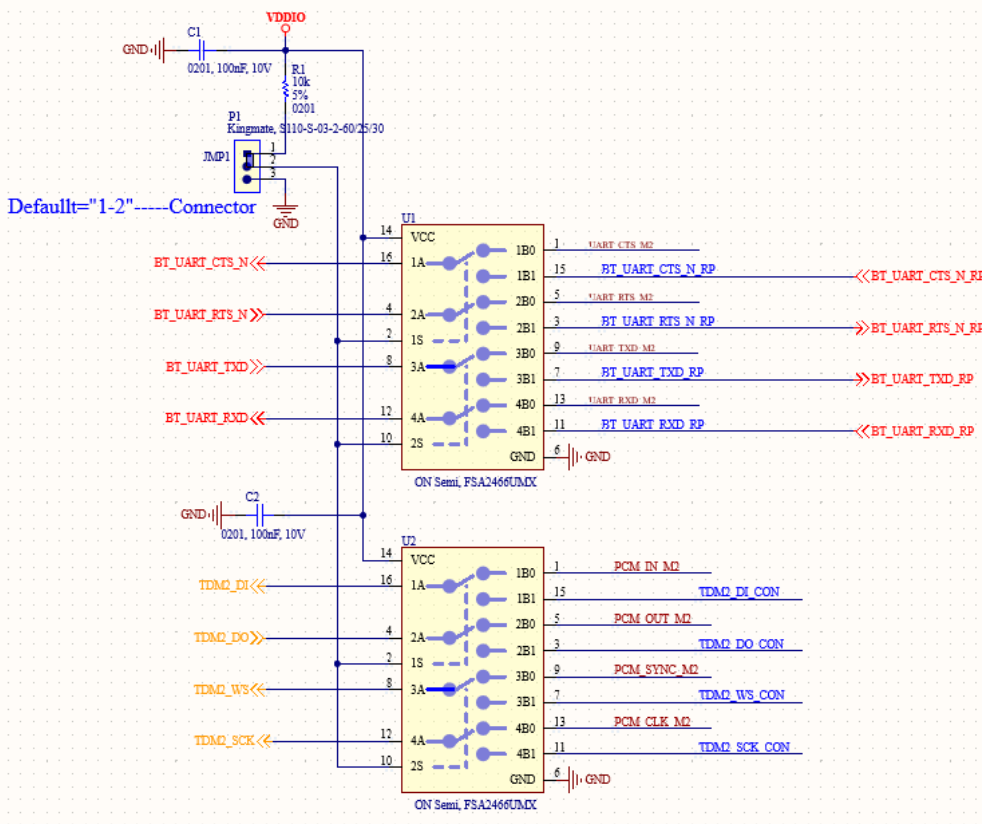 VDDIO
C1
GND
0201, 100nF, 10V
R1
10k
5%
0201
P1
Kingmate, S110-S-03-2-60/25/30
JMP1
1
2
3
Defaullt="1-2"-----Connector
GND
U1
14 VCC
BT_UART_CTS_N 16 1A 1B0 1 UART_CTS_M2
1B1 15 BT_UART_CTS_N_RP BT_UART_CTS_N_RP
BT_UART_RTS_N 4 2A 2B0 5 UART_RTS_M2
2 1S 2B1 3 BT_UART_RTS_N_RP BT_UART_RTS_N_RP
BT_UART_TXD 8 3A 3B0 9 UART_TXD_M2
3B1 7 BT_UART_TXD_RP BT_UART_TXD_RP
BT_UART_RXD 12 4A 4B0 13 UART_RXD_M2
10 2S 4B1 11 BT_UART_RXD_RP BT_UART_RXD_RP
GND 6 GND
ON Semi, FSA2466UMX
C2
GND
0201, 100nF, 10V
U2
14 VCC
TDM2_DI 16 1A 1B0 1 PCM_IN_M2
1B1 15 TDM2_DI_CON
TDM2_DO 4 2A 2B0 5 PCM_OUT_M2
2 1S 2B1 3 TDM2_DO_CON
TDM2_WS 8 3A 3B0 9 PCM_SYNC_M2
3B1 7 TDM2_WS_CON
TDM2_SCK 12 4A 4B0 13 PCM_CLK_M2
10 2S 4B1 11 TDM2_SCK_CON
GND 6 GND
ON Semi, FSA2466UMX